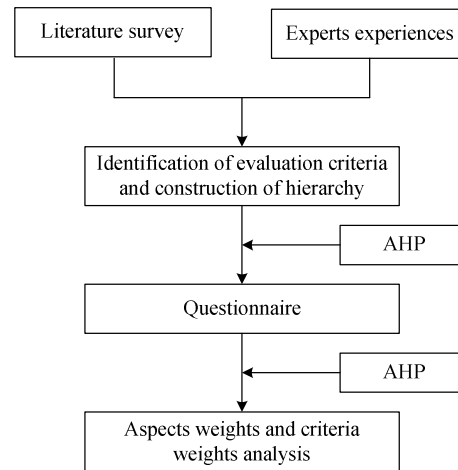 Literature survey
Experts experiences
Identification of evaluation criteria
and construction of hierarchy
AHP
Questionnaire
AHP
Aspects weights and criteria
weights analysis